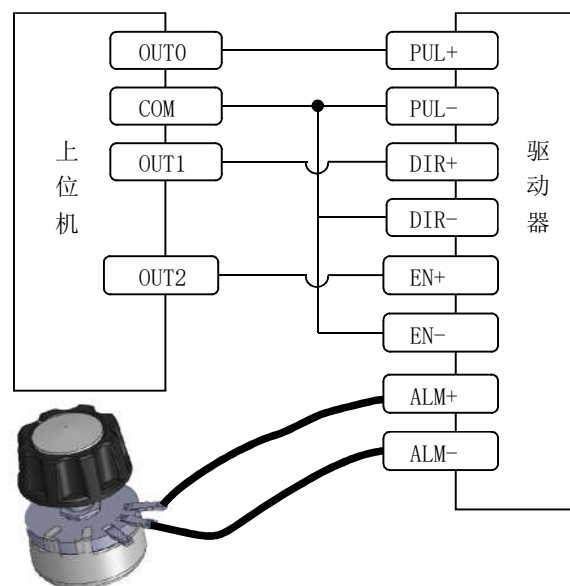 上位机
OUT0
COM
OUT1
OUT2
PUL+
PUL-
DIR+
DIR-
EN+
EN-
ALM+
ALM-
驱动器